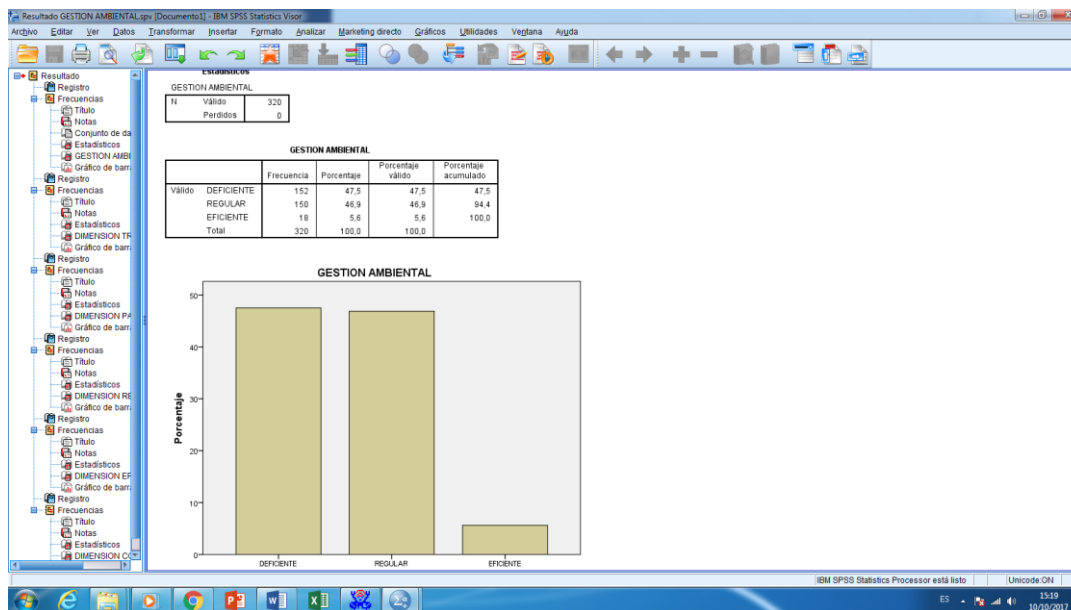 Resultado GESTION AMBIENTAL.spv [Documento1] - IBM SPSS Statistics Visor
Archivo Editar Ver Datos Transformar Insertar Formato Analizar Marketing directo Gráficos Utilidades Ventana Ayuda
Resultado
Registro
Frecuencias
Título
Notas
Conjunto de da
Estadísticos
GESTION AMBI
Gráfico de barr
Registro
Frecuencias
Título
Notas
Estadísticos
DIMENSION TR
Gráfico de barr
Registro
Frecuencias
Título
Notas
Estadísticos
DIMENSION PA
Gráfico de barr
Registro
Frecuencias
Título
Notas
Estadísticos
DIMENSION RE
Gráfico de barr
Registro
Frecuencias
Título
Notas
Estadísticos
DIMENSION EF
Gráfico de barr
Registro
Frecuencias
Título
Notas
Estadísticos
DIMENSION CO
Estadísticos
GESTION AMBIENTAL
N Válido 320
Perdidos 0
GESTION AMBIENTAL
Frecuencia Porcentaje Porcentaje válido Porcentaje acumulado
Válido DEFICIENTE 152 47,5 47,5 47,5
REGULAR 150 46,9 46,9 94,4
EFICIENTE 18 5,6 5,6 100,0
Total 320 100,0 100,0
GESTION AMBIENTAL
Porcentaje
50
40
30
20
10
0
DEFICIENTE REGULAR EFICIENTE
IBM SPSS Statistics Processor está listo Unicode:ON
ES 15:19
10/10/2017